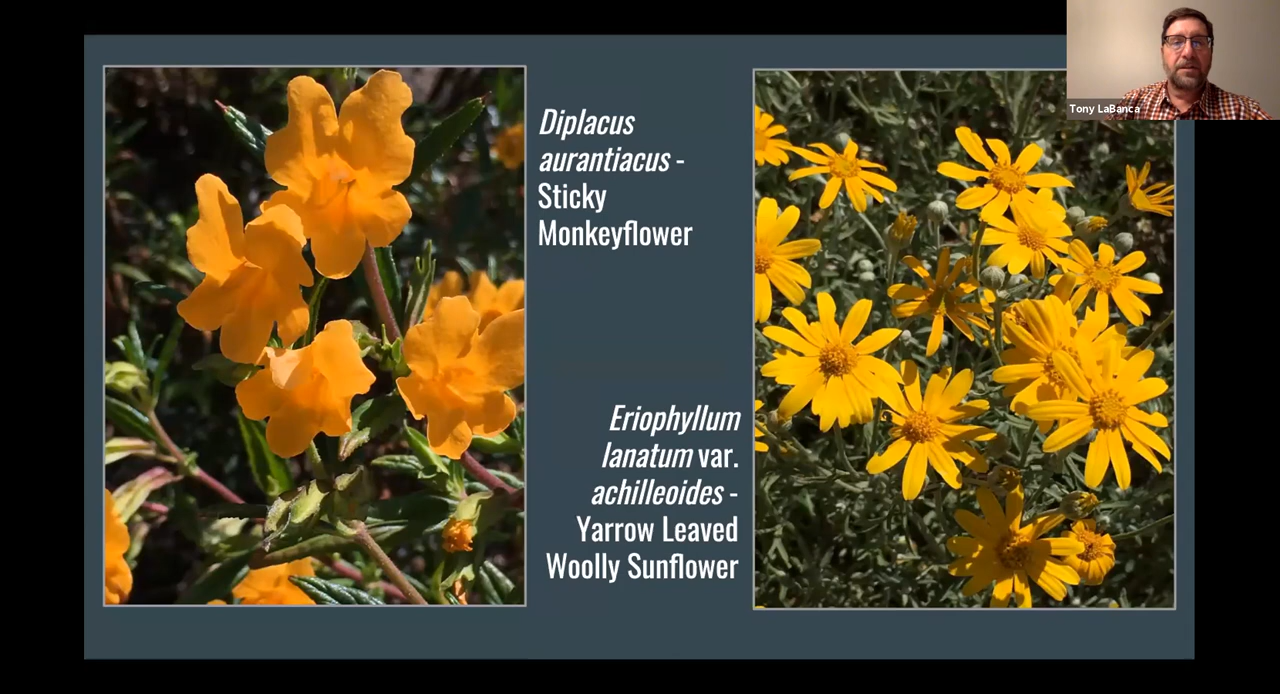 Diplacus
aurantiacus -
Sticky
Monkeyflower
Eriophyllum
lanatum var.
achilleoides -
Yarrow Leaved
Woolly Sunflower
Tony LaBanca